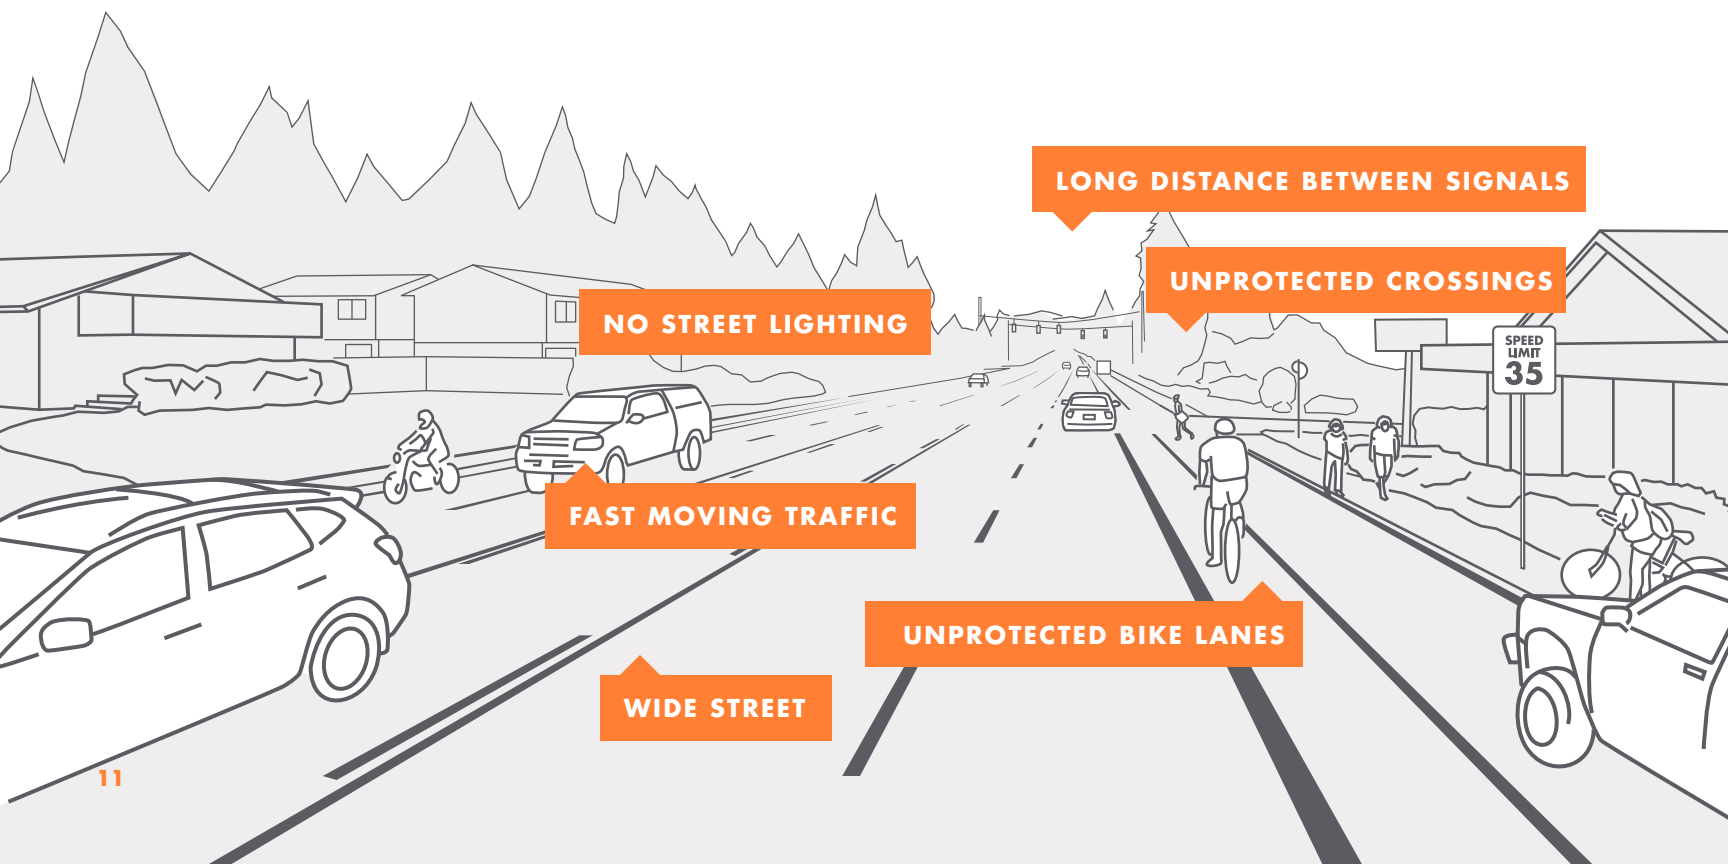 LONG DISTANCE BETWEEN SIGNALS
UNPROTECTED CROSSINGS
NO STREET LIGHTING
SPEED
LIMIT
35
FAST MOVING TRAFFIC
UNPROTECTED BIKE LANES
WIDE STREET
11